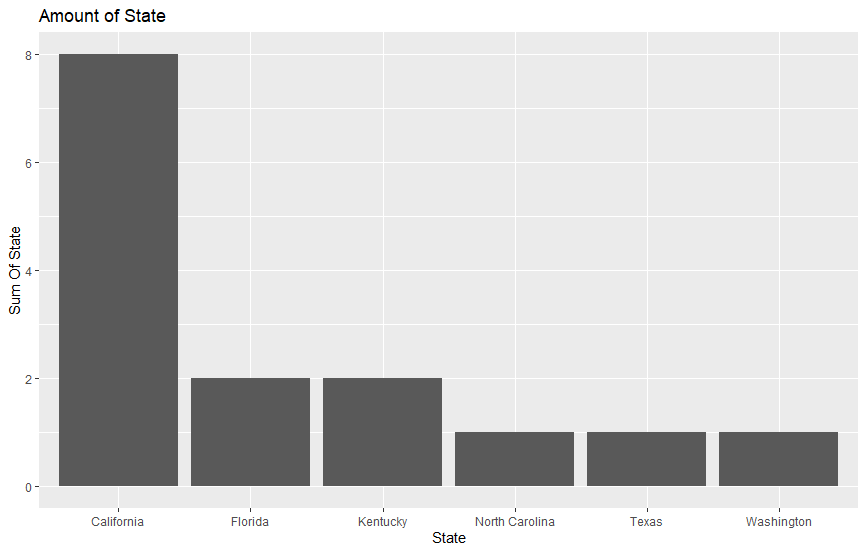 Amount of State
8
6
4
2
0
Sum Of State
California Florida Kentucky North Carolina Texas Washington
State